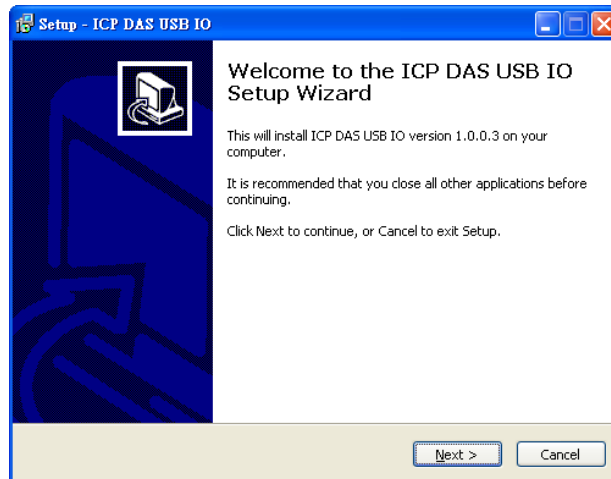 Setup - ICP DAS USB IO
Welcome to the ICP DAS USB IO
Setup Wizard
This will install ICP DAS USB IO version 1.0.0.3 on your
computer.
It is recommended that you close all other applications before
continuing.
Click Next to continue, or Cancel to exit Setup.
Next >
Cancel